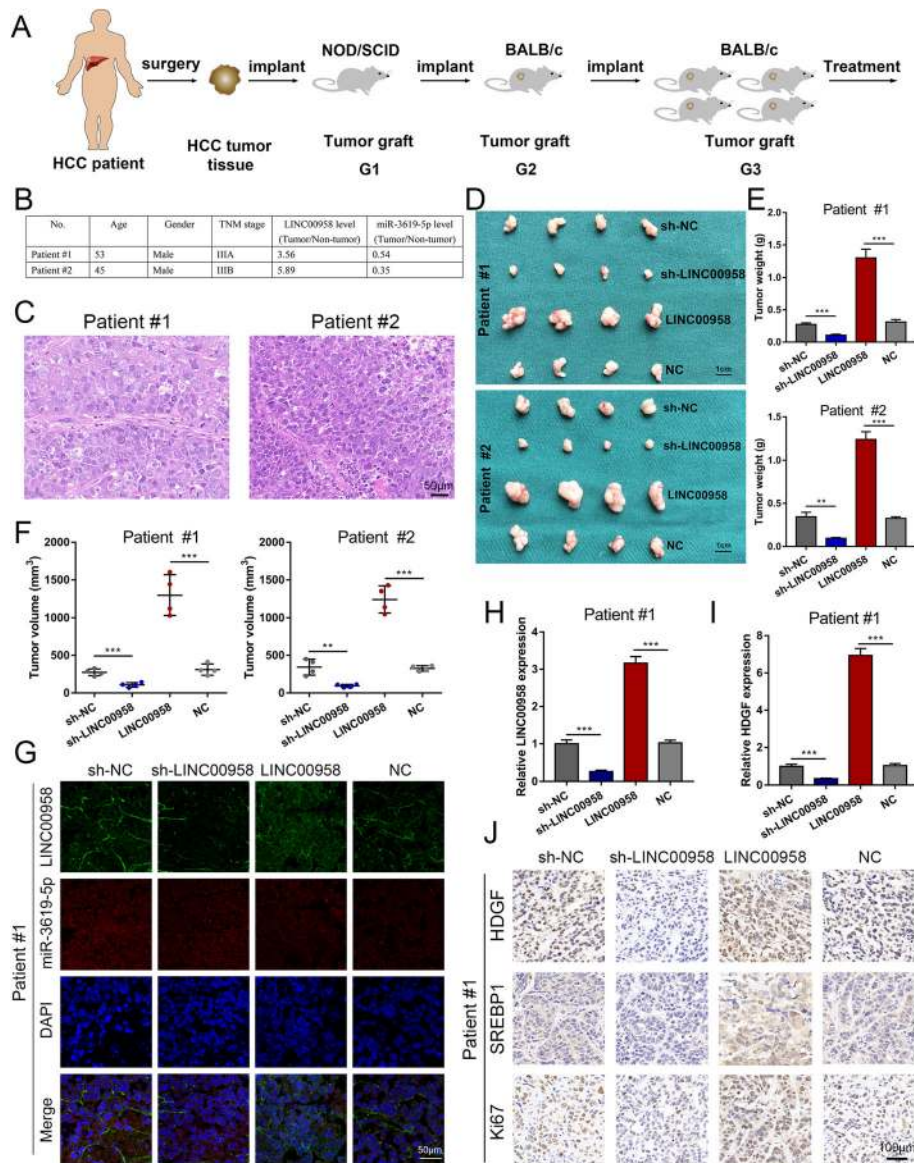 A
surgery
implant
NOD/SCID
implant
BALB/c
implant
BALB/c
Treatment
HCC patient
HCC tumor
tissue
Tumor graft
G1
Tumor graft
G2
Tumor graft
G3
B
No. Age Gender TNM stage LINC00958 level miR-3619-5p level
(Tumor/Non-tumor) (Tumor/Non-tumor)
Patient #1 53 Male IIIA 3.56 0.54
Patient #2 45 Male IIIB 5.89 0.35
C
Patient #1 Patient #2
50μm
D
Patient #1
sh-NC
sh-LINC00958
LINC00958
NC
1cm
Patient #2
sh-NC
sh-LINC00958
LINC00958
NC
1cm
E
Patient #1
Tumor weight (g)
2.0
1.5
1.0
0.5
0.0
***
***
sh-NC
sh-LINC00958
LINC00958
NC
Patient #2
Tumor weight (g)
1.5
1.0
0.5
0.0
**
***
sh-NC
sh-LINC00958
LINC00958
NC
F
Patient #1
Tumor volume (mm³)
2000
1500
1000
500
0
***
***
sh-NC
sh-LINC00958
LINC00958
NC
Patient #2
Tumor volume (mm³)
2000
1500
1000
500
0
**
***
sh-NC
sh-LINC00958
LINC00958
NC
G
sh-NC sh-LINC00958 LINC00958 NC
Patient #1
LINC00958
miR-3619-5p
DAPI
Merge
50μm
H
Patient #1
Relative LINC00958 expression
4
3
2
1
0
***
***
sh-NC
sh-LINC00958
LINC00958
NC
I
Patient #1
Relative HDGF expression
8
6
4
2
0
***
***
sh-NC
sh-LINC00958
LINC00958
NC
J
sh-NC sh-LINC00958 LINC00958 NC
Patient #1
HDGF
SREBP1
Ki67
100μm